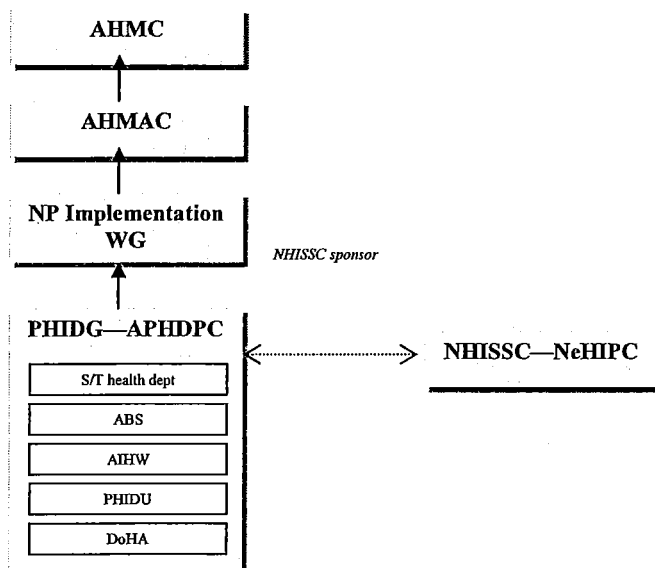 AHMC
AHMAC
NP Implementation
WG
NHISSC sponsor
PHIDG—APHDPC
NHISSC—NeHIPC
S/T health dept
ABS
AIHW
PHIDU
DoHA